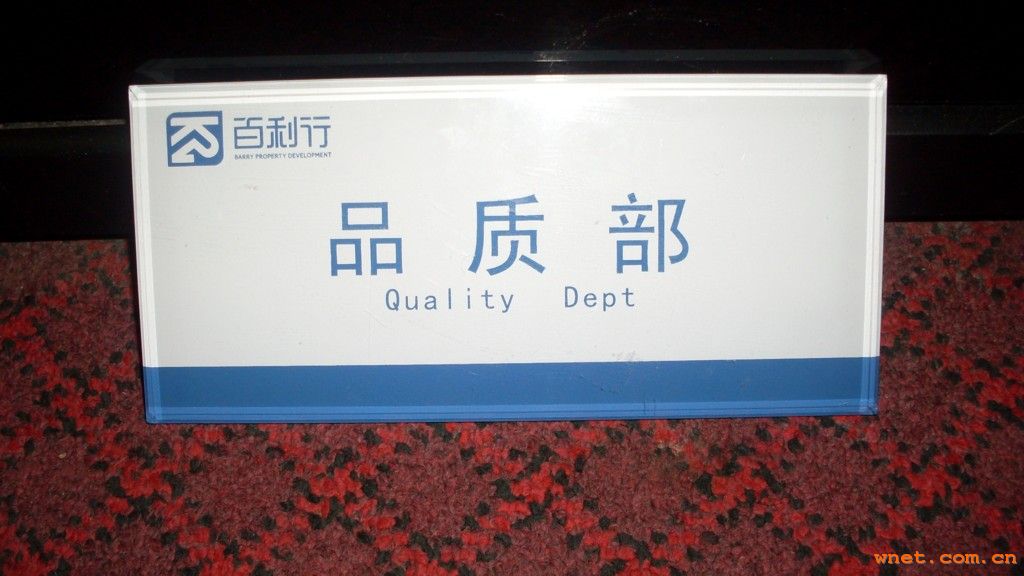 百利行
BARRY PROPERTY DEVELOPMENT
品质部
Quality Dept
wnet.com.cn